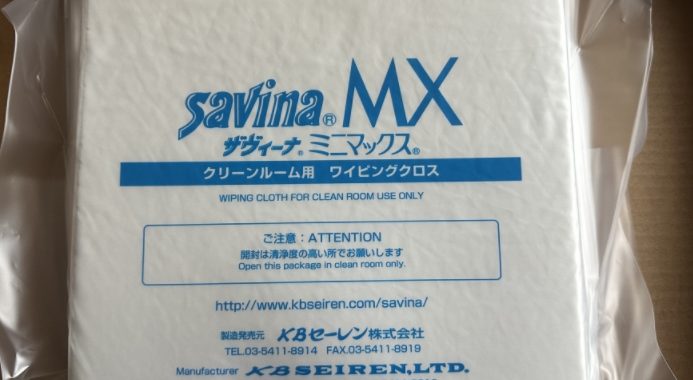 savina® MX
ザヴィーナ® ミニマックス®
クリーンルーム用 ワイピングクロス
WIPING CLOTH FOR CLEAN ROOM USE ONLY
ご注意:ATTENTION
開封は清浄度の高い所でお願いします
Open this package in clean room only.
http://www.kbseiren.com/savina/
製造発売元 KBセーレン株式会社
TEL.03-5411-8914 FAX.03-5411-8919
Manufacturer KB SEIREN,LTD.